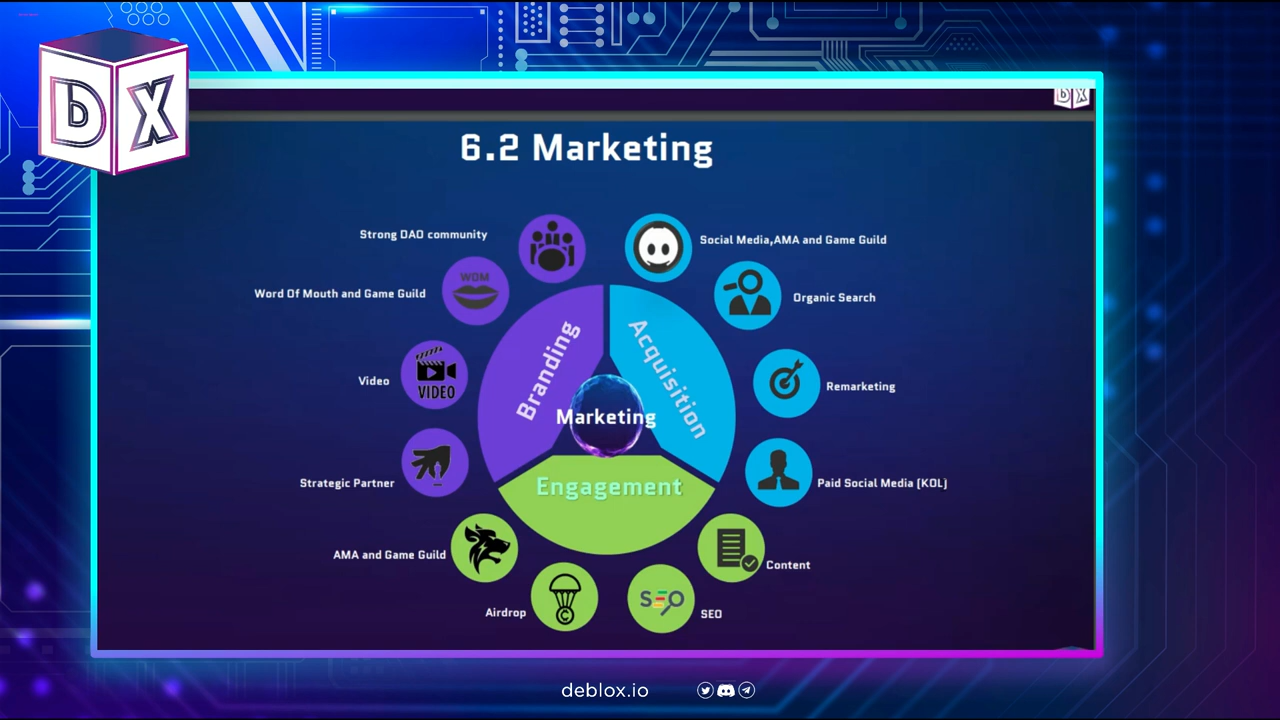 DX
DX
6.2 Marketing
Strong DAO community
Social Media,AMA and Game Guild
WOM
Word Of Mouth and Game Guild
Organic Search
Branding
Acquisition
Video
VIDEO
Remarketing
Marketing
Strategic Partner
Paid Social Media (KOL)
Engagement
AMA and Game Guild
Content
Airdrop
C
SEO
SEO
deblox.io